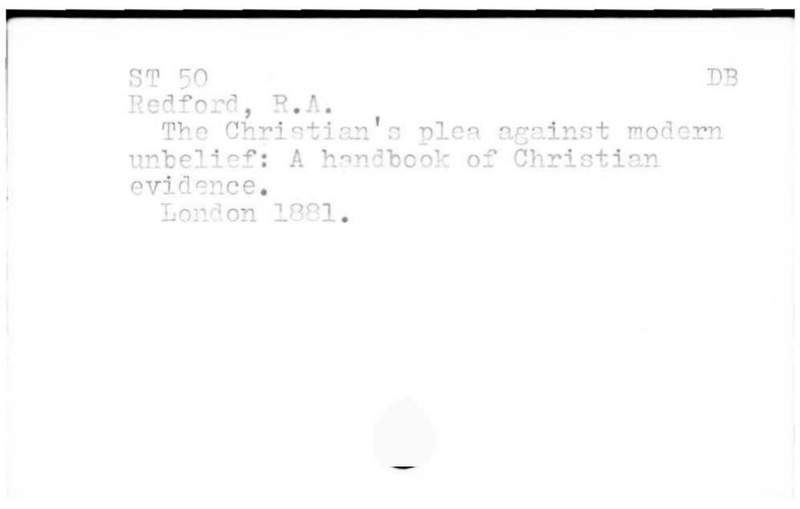 ST 50 DB
Redford, R.A.
The Christian's plea against modern
unbelief: A handbook of Christian
evidence.
London 1881.